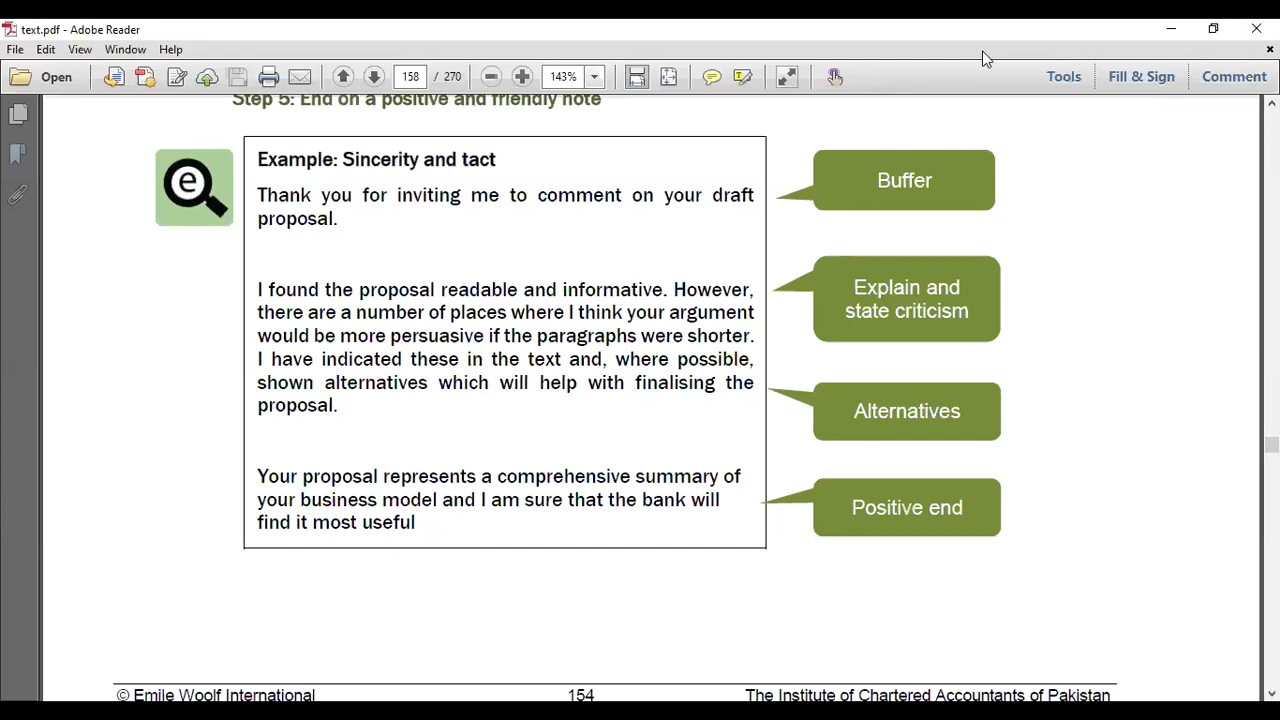 text.pdf - Adobe Reader
File Edit View Window Help
Open 158 / 270 143% Tools Fill & Sign Comment
Step 5: End on a positive and friendly note
Example: Sincerity and tact
Thank you for inviting me to comment on your draft
proposal.
Buffer
I found the proposal readable and informative. However,
there are a number of places where I think your argument
would be more persuasive if the paragraphs were shorter.
I have indicated these in the text and, where possible,
shown alternatives which will help with finalising the
proposal.
Explain and
state criticism
Alternatives
Your proposal represents a comprehensive summary of
your business model and I am sure that the bank will
find it most useful
Positive end
© Emile Woolf International 154 The Institute of Chartered Accountants of Pakistan